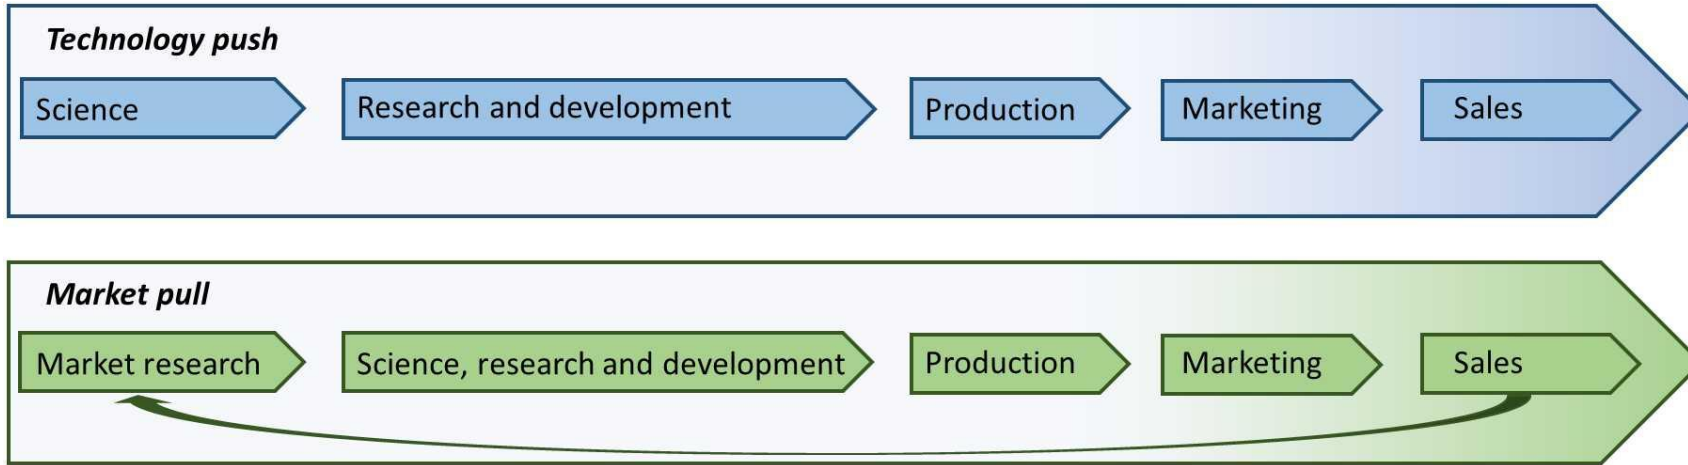 Technology push
Science
Research and development
Production
Marketing
Sales
Market pull
Market research
Science, research and development
Production
Marketing
Sales